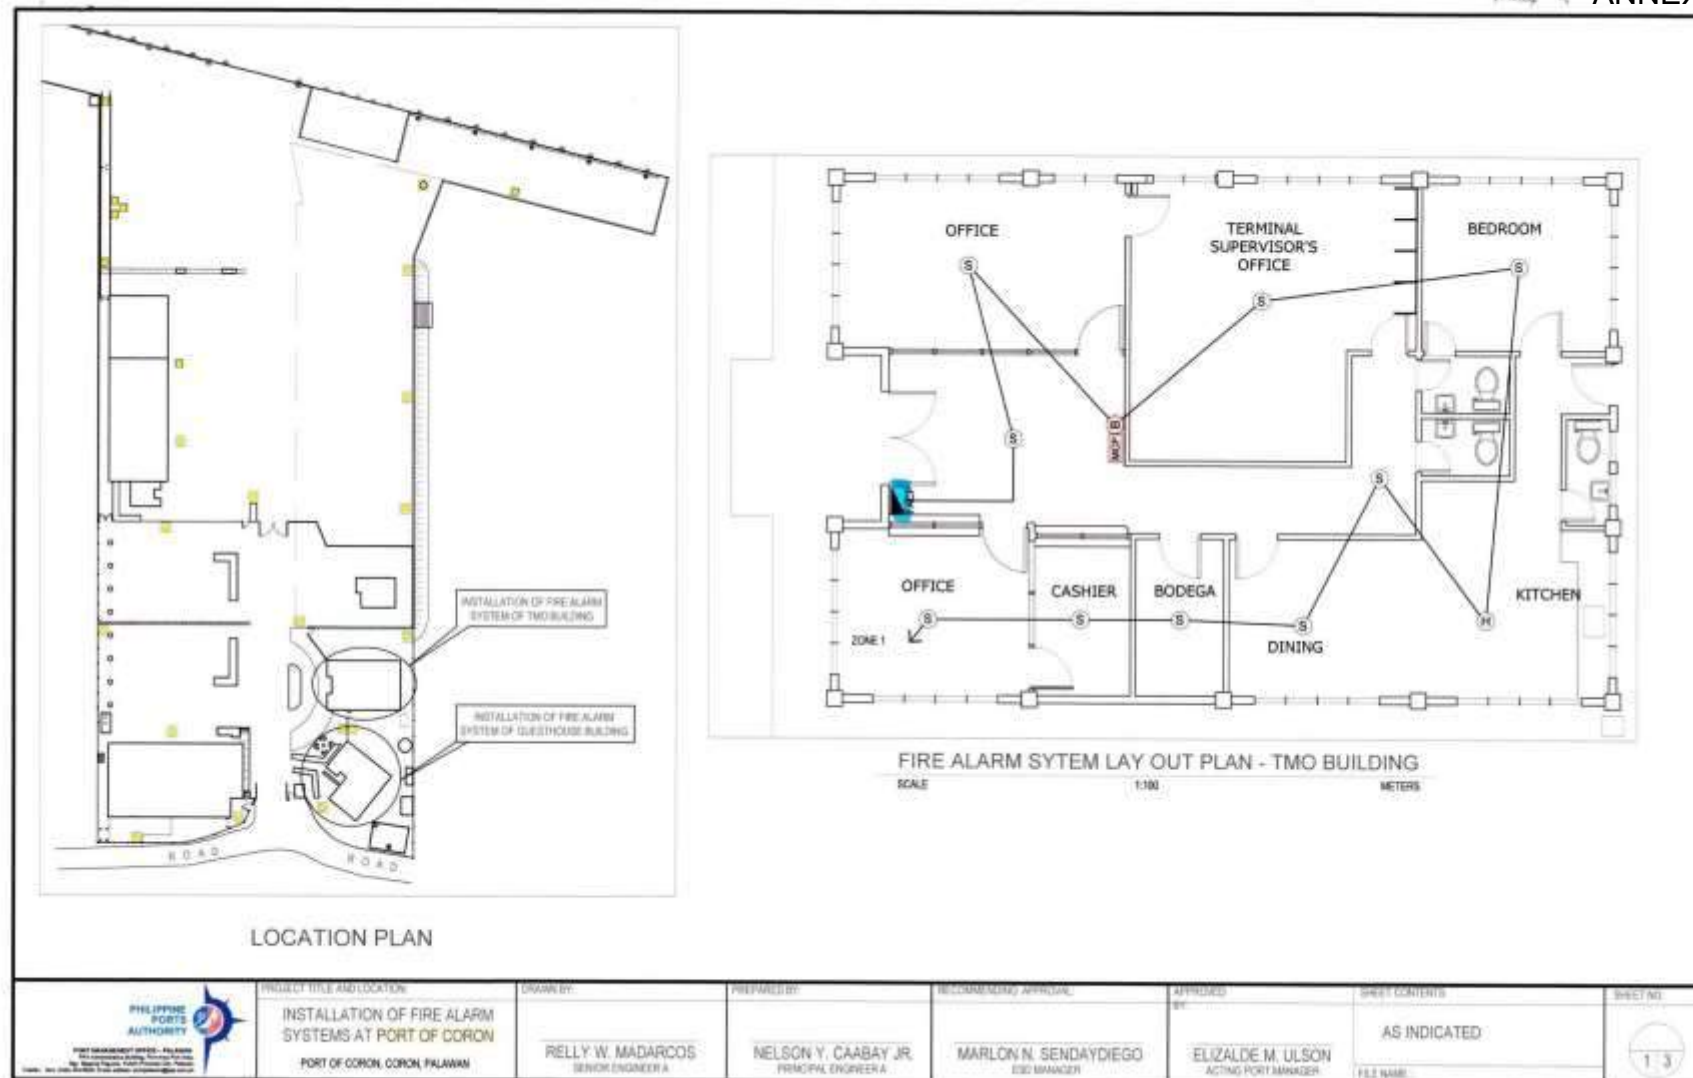 ANNEX
INSTALLATION OF FIRE ALARM
SYSTEM OF TMO BUILDING
INSTALLATION OF FIRE ALARM
SYSTEM OF GUESTHOUSE BUILDING
ROAD
ROAD
LOCATION PLAN
OFFICE
TERMINAL
SUPERVISOR'S
OFFICE
BEDROOM
S
S
S
B
S
S
OFFICE
CASHIER
BODEGA
KITCHEN
S
S
S
S
H
ZONE 1
DINING
FIRE ALARM SYTEM LAY OUT PLAN - TMO BUILDING
SCALE
1:100
METERS
PHILIPPINE
PORTS
AUTHORITY
PORT MANAGEMENT OFFICE - PALAWAN
PROJECT TITLE AND LOCATION:
INSTALLATION OF FIRE ALARM
SYSTEMS AT PORT OF CORON
PORT OF CORON, CORON, PALAWAN
DRAWN BY:
RELLY W. MADARCOS
SENIOR ENGINEER A
PREPARED BY:
NELSON Y. CAABAY JR.
PRINCIPAL ENGINEER A
RECOMMENDING APPROVAL:
MARLON N. SENDAYDIEGO
ESD MANAGER
APPROVED
BY:
ELIZALDE M. ULSON
ACTING PORT MANAGER
SHEET CONTENTS
AS INDICATED
FILE NAME:
SHEET NO.
1 3